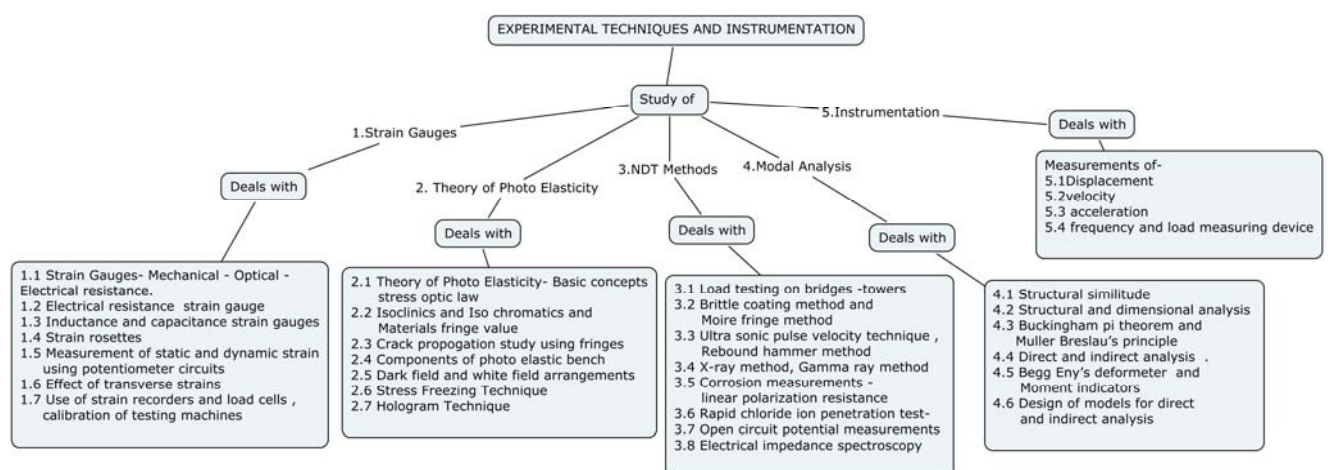 EXPERIMENTAL TECHNIQUES AND INSTRUMENTATION
Study of
1.Strain Gauges
Deals with
1.1 Strain Gauges- Mechanical - Optical -
Electrical resistance.
1.2 Electrical resistance strain gauge
1.3 Inductance and capacitance strain gauges
1.4 Strain rosettes
1.5 Measurement of static and dynamic strain
using potentiometer circuits
1.6 Effect of transverse strains
1.7 Use of strain recorders and load cells ,
calibration of testing machines
2. Theory of Photo Elasticity
Deals with
2.1 Theory of Photo Elasticity- Basic concepts
stress optic law
2.2 Isoclinics and Iso chromatics and
Materials fringe value
2.3 Crack propogation study using fringes
2.4 Components of photo elastic bench
2.5 Dark field and white field arrangements
2.6 Stress Freezing Technique
2.7 Hologram Technique
3.NDT Methods
Deals with
3.1 Load testing on bridges -towers
3.2 Brittle coating method and
Moire fringe method
3.3 Ultra sonic pulse velocity technique ,
Rebound hammer method
3.4 X-ray method, Gamma ray method
3.5 Corrosion measurements -
linear polarization resistance
3.6 Rapid chloride ion penetration test-
3.7 Open circuit potential measurements
3.8 Electrical impedance spectroscopy
4.Modal Analysis
Deals with
4.1 Structural similitude
4.2 Structural and dimensional analysis
4.3 Buckingham pi theorem and
Muller Breslau's principle
4.4 Direct and indirect analysis .
4.5 Begg Eny's deformeter and
Moment indicators
4.6 Design of models for direct
and indirect analysis
5.Instrumentation
Deals with
Measurements of-
5.1Displacement
5.2velocity
5.3 acceleration
5.4 frequency and load measuring device